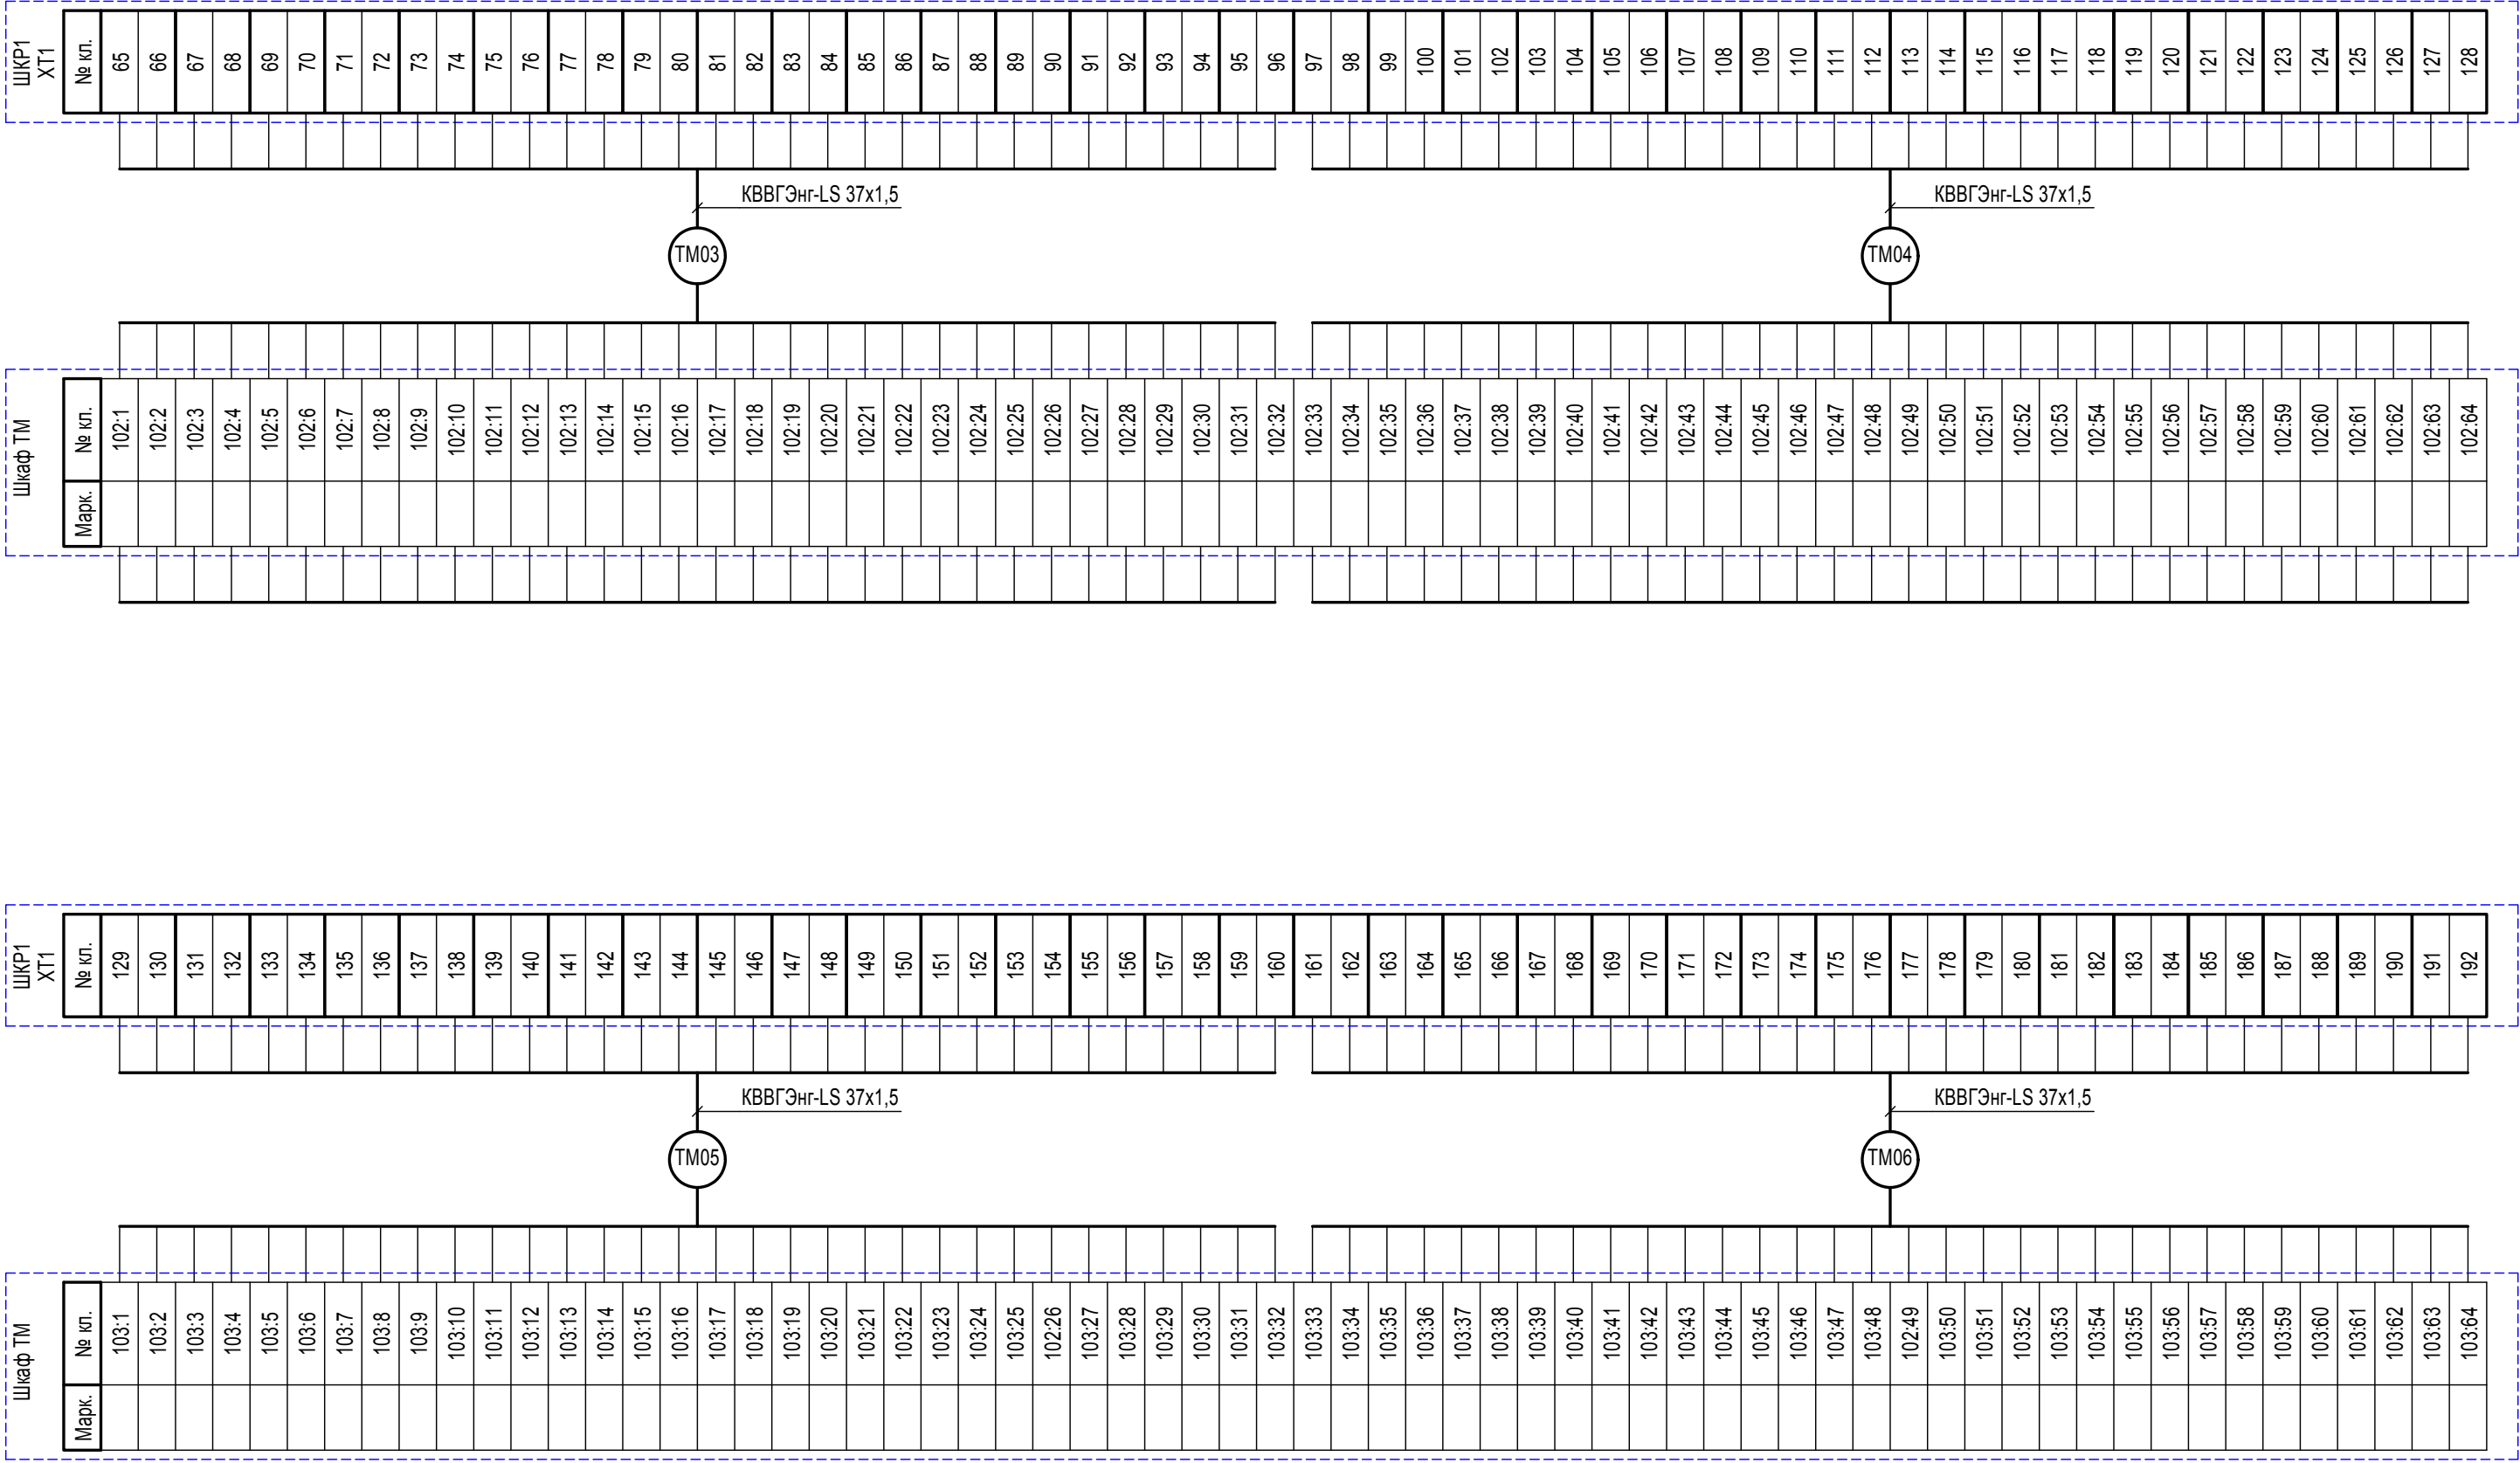 ШКР1
ХТ1
№ кл. 65 66 67 68 69 70 71 72 73 74 75 76 77 78 79 80 81 82 83 84 85 86 87 88 89 90 91 92 93 94 95 96 97 98 99 100 101 102 103 104 105 106 107 108 109 110 111 112 113 114 115 116 117 118 119 120 121 122 123 124 125 126 127 128
КВВГЭнг-LS 37x1,5 КВВГЭнг-LS 37x1,5
ТМ03 ТМ04
Шкаф ТМ
№ кл. 102:1 102:2 102:3 102:4 102:5 102:6 102:7 102:8 102:9 102:10 102:11 102:12 102:13 102:14 102:15 102:16 102:17 102:18 102:19 102:20 102:21 102:22 102:23 102:24 102:25 102:26 102:27 102:28 102:29 102:30 102:31 102:32 102:33 102:34 102:35 102:36 102:37 102:38 102:39 102:40 102:41 102:42 102:43 102:44 102:45 102:46 102:47 102:48 102:49 102:50 102:51 102:52 102:53 102:54 102:55 102:56 102:57 102:58 102:59 102:60 102:61 102:62 102:63 102:64
Марк.
ШКР1
ХТ1
№ кл. 129 130 131 132 133 134 135 136 137 138 139 140 141 142 143 144 145 146 147 148 149 150 151 152 153 154 155 156 157 158 159 160 161 162 163 164 165 166 167 168 169 170 171 172 173 174 175 176 177 178 179 180 181 182 183 184 185 186 187 188 189 190 191 192
КВВГЭнг-LS 37x1,5 КВВГЭнг-LS 37x1,5
ТМ05 ТМ06
Шкаф ТМ
№ кл. 103:1 103:2 103:3 103:4 103:5 103:6 103:7 103:8 103:9 103:10 103:11 103:12 103:13 103:14 103:15 103:16 103:17 103:18 103:19 103:20 103:21 103:22 103:23 103:24 103:25 102:26 103:27 103:28 103:29 103:30 103:31 103:32 103:33 103:34 103:35 103:36 103:37 103:38 103:39 103:40 103:41 103:42 103:43 103:44 103:45 103:46 103:47 103:48 102:49 103:50 103:51 103:52 103:53 103:54 103:55 103:56 103:57 103:58 103:59 103:60 103:61 103:62 103:63 103:64
Марк.